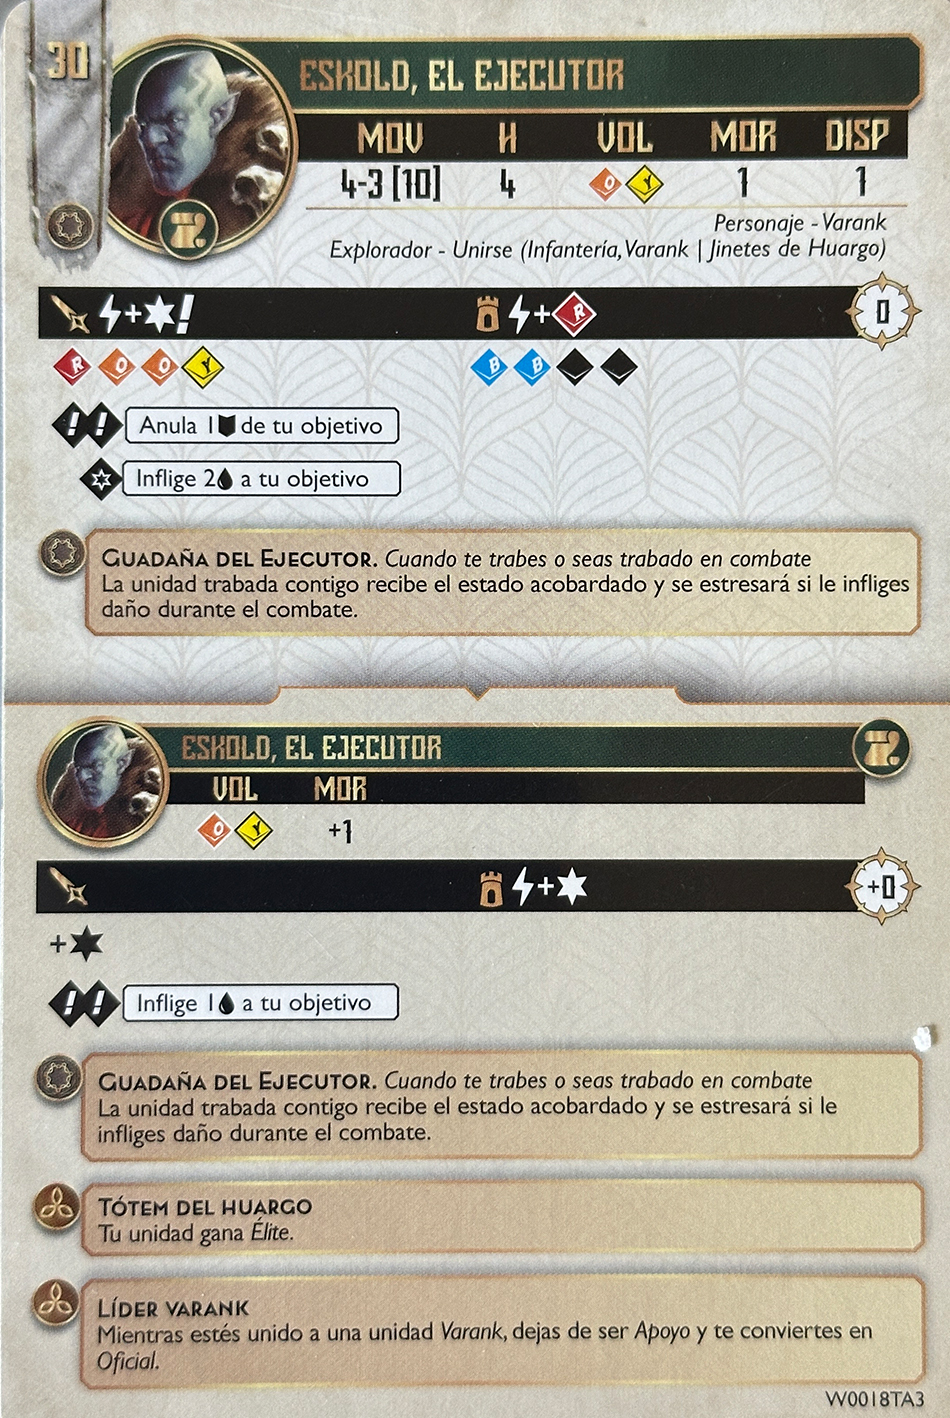 30
ESKOLD, EL EJECUTOR
MOV H VOL MOR DISP
4-3 [10] 4 O Y 1 1
Personaje - Varank
Explorador - Unirse (Infantería, Varank | Jinetes de Huargo)
! + R 0
R O O Y B B
! ! Anula 1 de tu objetivo
Inflige 2 a tu objetivo
GUADAÑA DEL EJECUTOR. Cuando te trabes o seas trabado en combate
La unidad trabada contigo recibe el estado acobardado y se estresará si le infliges
daño durante el combate.
ESKOLD, EL EJECUTOR
VOL MOR
O Y +1
+ +0
+
! ! Inflige 1 a tu objetivo
GUADAÑA DEL EJECUTOR. Cuando te trabes o seas trabado en combate
La unidad trabada contigo recibe el estado acobardado y se estresará si le
infliges daño durante el combate.
TÓTEM DEL HUARGO
Tu unidad gana Élite.
LÍDER VARANK
Mientras estés unido a una unidad Varank, dejas de ser Apoyo y te conviertes en
Oficial.
W0018TA3